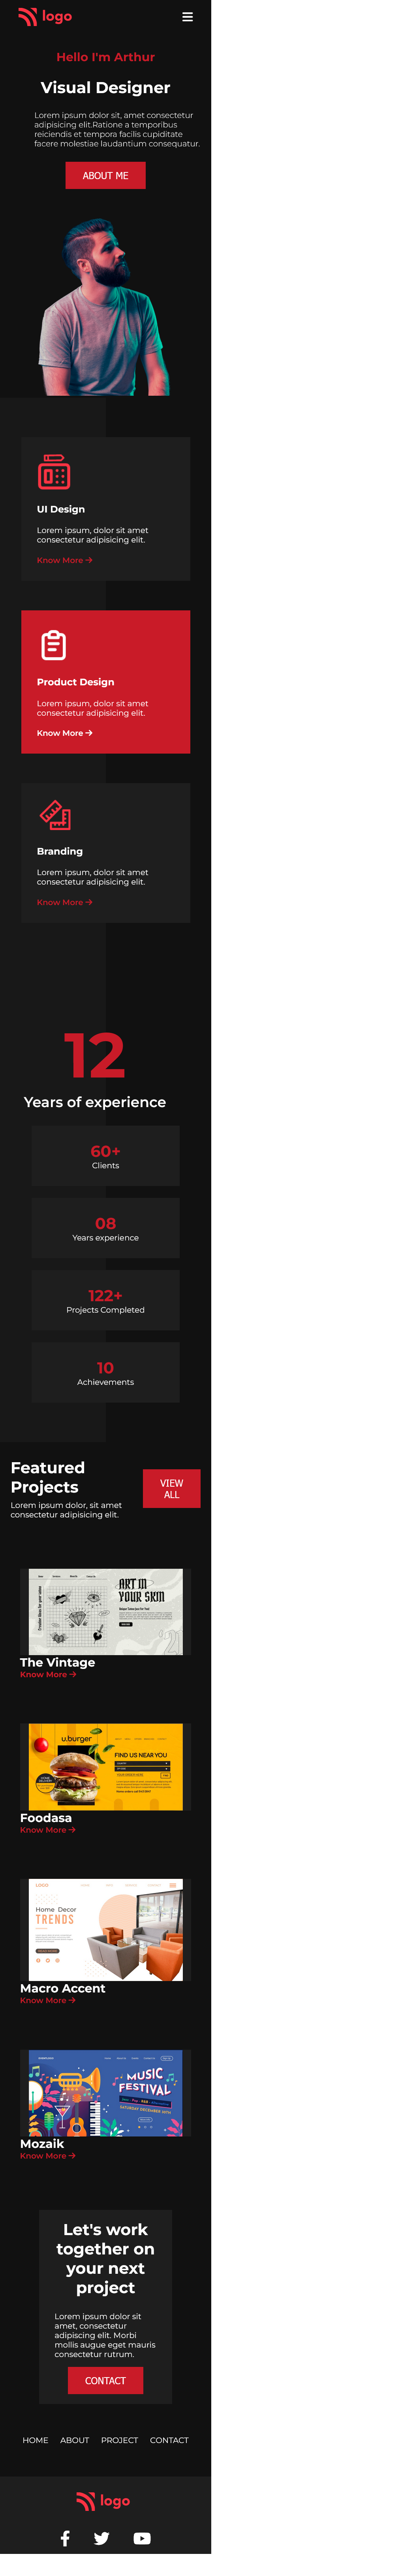 logo
Hello I'm Arthur
Visual Designer
Lorem ipsum dolor sit, amet consectetur
adipisicing elit.Ratione a temporibus
reiciendis et tempora facilis cupiditate
facere molestiae laudantium consequatur.
ABOUT ME
UI Design
Lorem ipsum, dolor sit amet
consectetur adipisicing elit.
Know More →
Product Design
Lorem ipsum, dolor sit amet
consectetur adipisicing elit.
Know More →
Branding
Lorem ipsum, dolor sit amet
consectetur adipisicing elit.
Know More →
12
Years of experience
60+
Clients
08
Years experience
122+
Projects Completed
10
Achievements
Featured
Projects
Lorem ipsum dolor, sit amet
consectetur adipisicing elit.
VIEW
ALL
ART IN
YOUR SKIN
The Vintage
Know More →
u.burger
FIND US NEAR YOU
Foodasa
Know More →
LOGO
Home Decor
TRENDS
Macro Accent
Know More →
MUSIC
FESTIVAL
Mozaik
Know More →
Let's work
together on
your next
project
Lorem ipsum dolor sit
amet, consectetur
adipiscing elit. Morbi
mollis augue eget mauris
consectetur rutrum.
CONTACT
HOME ABOUT PROJECT CONTACT
logo